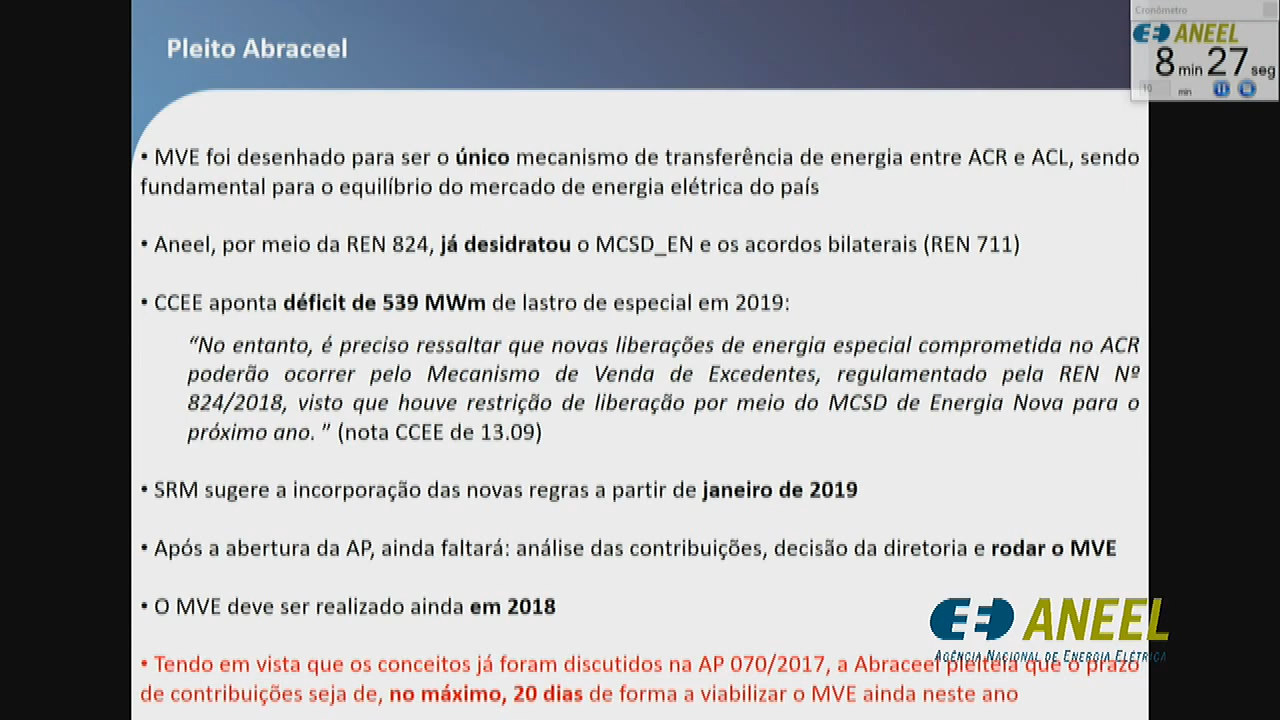 Pleito Abraceel
Cronômetro
ANEEL
8 min 27 seg
10 min
• MVE foi desenhado para ser o único mecanismo de transferência de energia entre ACR e ACL, sendo
fundamental para o equilíbrio do mercado de energia elétrica do país
• Aneel, por meio da REN 824, já desidratou o MCSD_EN e os acordos bilaterais (REN 711)
• CCEE aponta déficit de 539 MWm de lastro de especial em 2019:
“No entanto, é preciso ressaltar que novas liberações de energia especial comprometida no ACR
poderão ocorrer pelo Mecanismo de Venda de Excedentes, regulamentado pela REN Nº
824/2018, visto que houve restrição de liberação por meio do MCSD de Energia Nova para o
próximo ano. ” (nota CCEE de 13.09)
• SRM sugere a incorporação das novas regras a partir de janeiro de 2019
• Após a abertura da AP, ainda faltará: análise das contribuições, decisão da diretoria e rodar o MVE
• O MVE deve ser realizado ainda em 2018
ANEEL
AGÊNCIA NACIONAL DE ENERGIA ELÉTRICA
• Tendo em vista que os conceitos já foram discutidos na AP 070/2017, a Abraceel pleiteia que o prazo
de contribuições seja de, no máximo, 20 dias de forma a viabilizar o MVE ainda neste ano